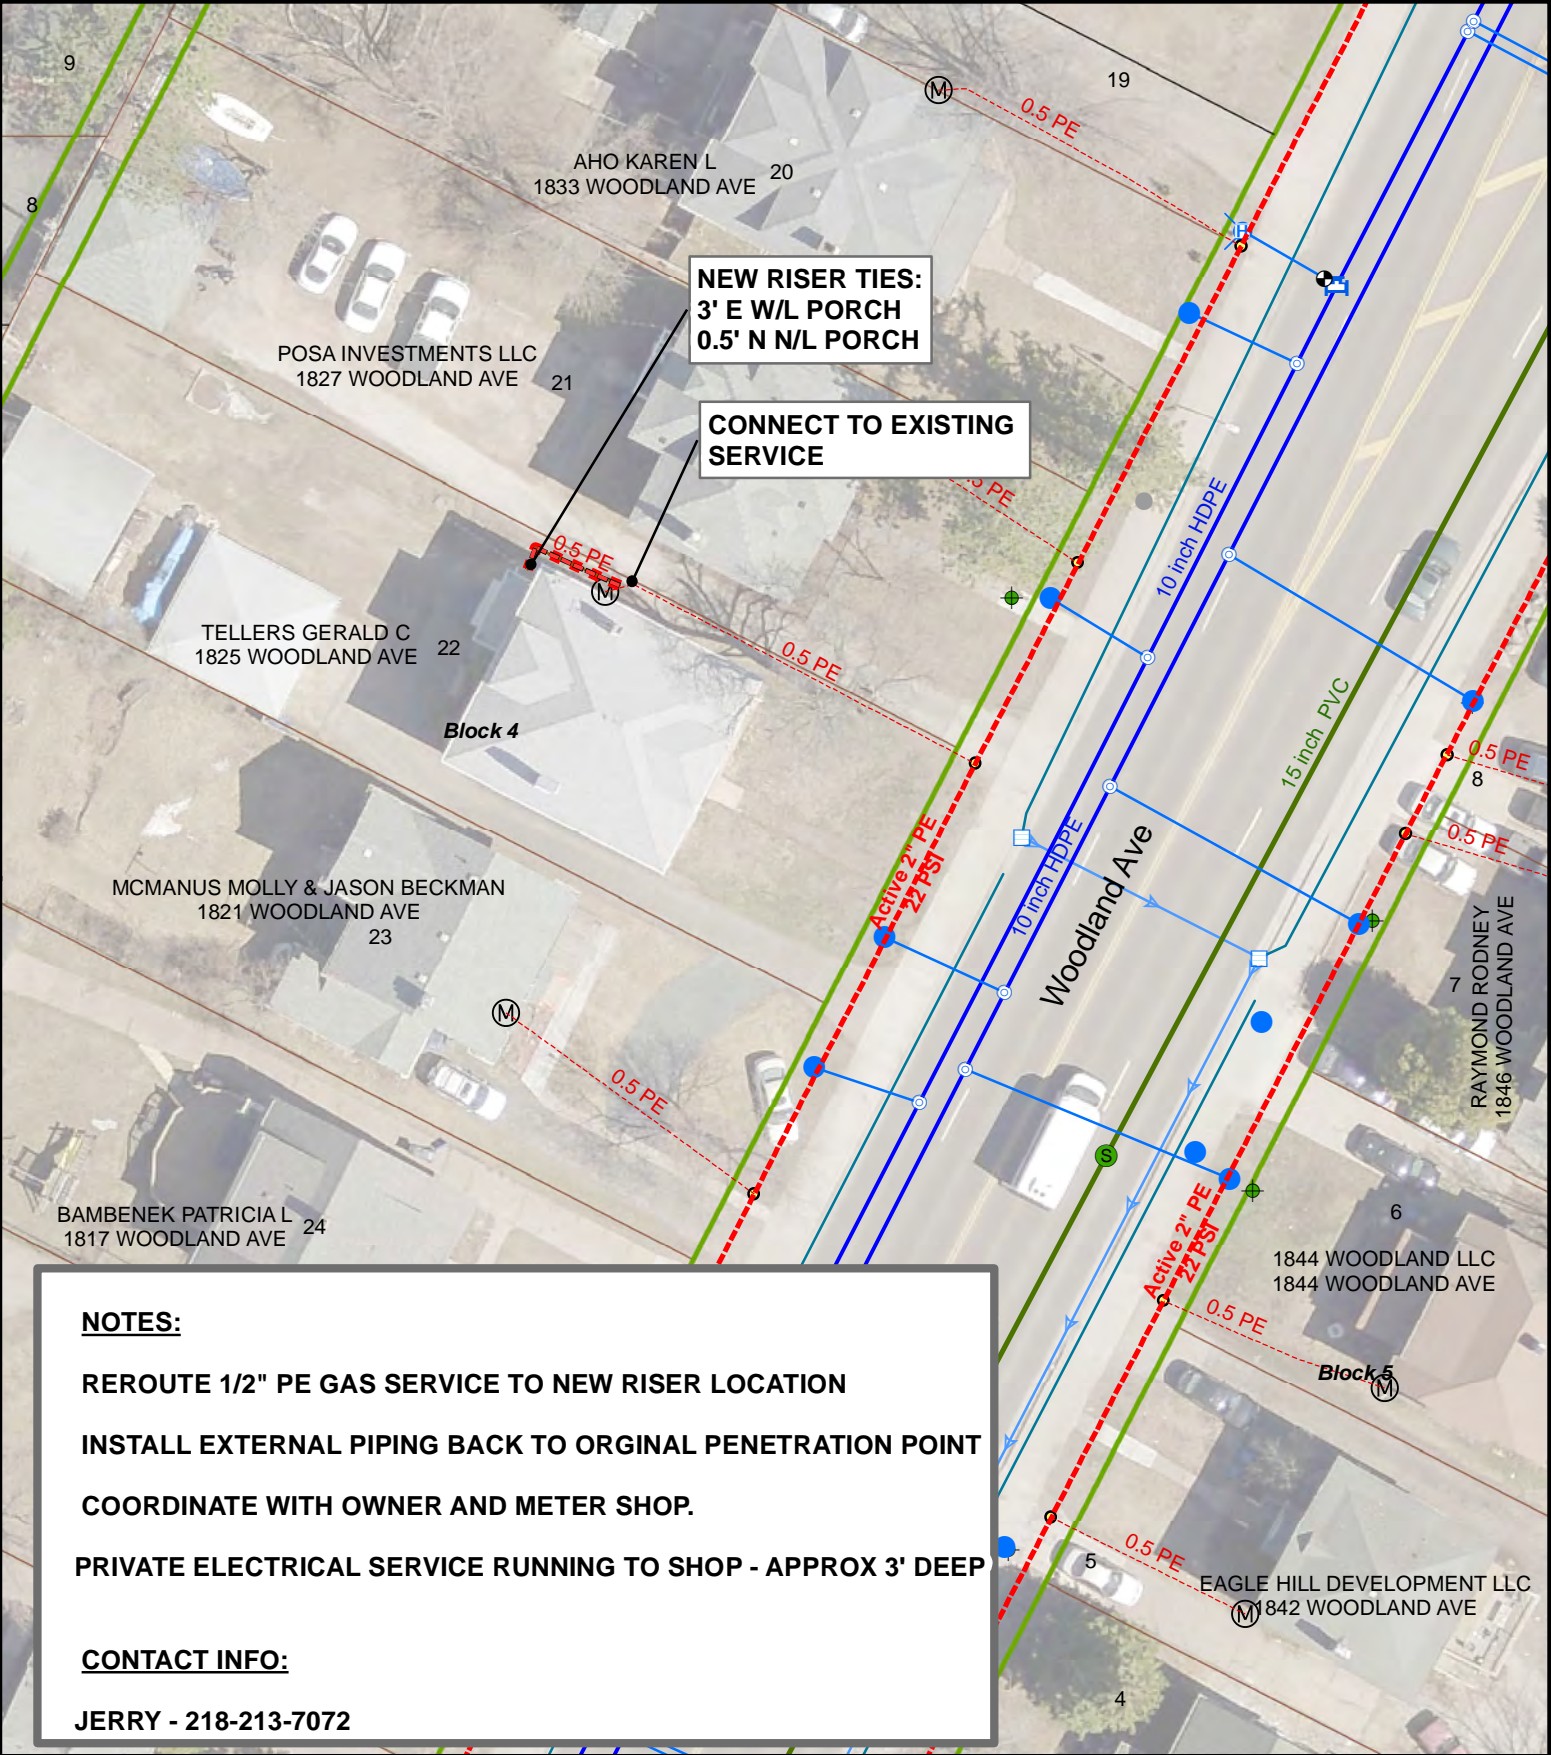 9
19
0.5 PE
AHO KAREN L
1833 WOODLAND AVE
20
8
H
NEW RISER TIES:
3' E W/L PORCH
0.5' N N/L PORCH
POSA INVESTMENTS LLC
1827 WOODLAND AVE
21
CONNECT TO EXISTING
SERVICE
.5 PE
10 inch HDPE
0.5 PE
M
M
TELLERS GERALD C
1825 WOODLAND AVE
22
0.5 PE
Block 4
15 inch PVC
0.5 PE
8
0.5 PE
Active 2" PE
22 PSI
10 inch HDPE
Woodland Ave
MCMANUS MOLLY & JASON BECKMAN
1821 WOODLAND AVE
23
7
RAYMOND RODNEY
1846 WOODLAND AVE
M
0.5 PE
S
BAMBENEK PATRICIA L
1817 WOODLAND AVE
24
Active 2" PE
22 PSI
6
1844 WOODLAND LLC
1844 WOODLAND AVE
0.5 PE
Block 5
M
NOTES:
REROUTE 1/2" PE GAS SERVICE TO NEW RISER LOCATION
INSTALL EXTERNAL PIPING BACK TO ORGINAL PENETRATION POINT
COORDINATE WITH OWNER AND METER SHOP.
PRIVATE ELECTRICAL SERVICE RUNNING TO SHOP - APPROX 3' DEEP
0.5 PE
5
EAGLE HILL DEVELOPMENT LLC
1842 WOODLAND AVE
M
CONTACT INFO:
JERRY - 218-213-7072
4